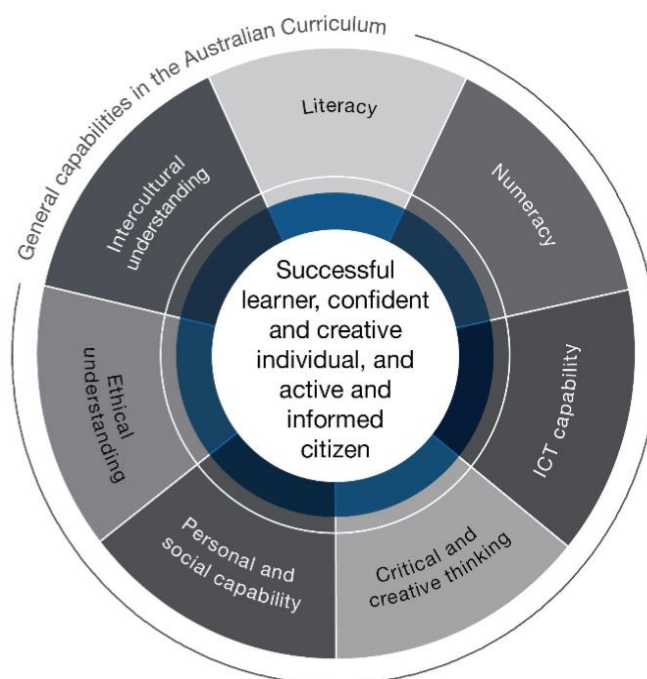 General capabilities in the Australian Curriculum
Literacy
Numeracy
ICT capability
Critical and
creative thinking
Personal and
social capability
Ethical
understanding
Intercultural
understanding
Successful
learner, confident
and creative
individual, and
active and
informed
citizen